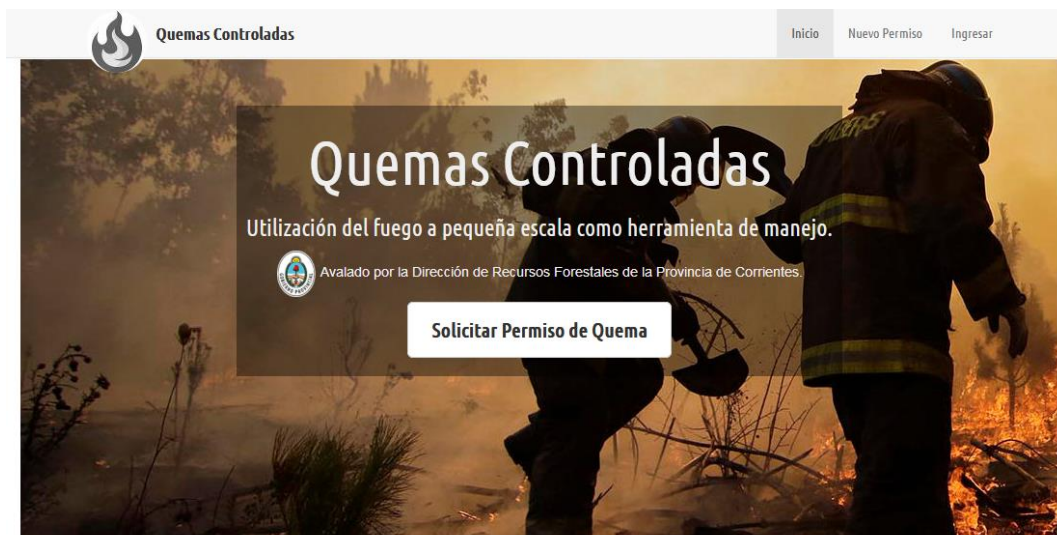 Quemas Controladas
Inicio
Nuevo Permiso
Ingresar
Quemas Controladas
Utilización del fuego a pequeña escala como herramienta de manejo.
Avalado por la Dirección de Recursos Forestales de la Provincia de Corrientes.
Solicitar Permiso de Quema